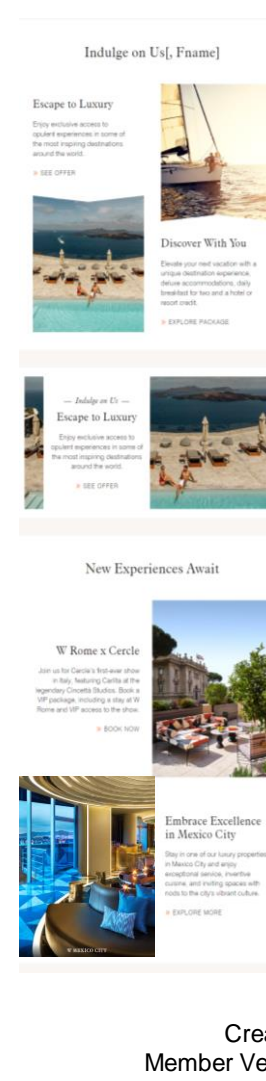 Indulge on Us[, Fname]
Escape to Luxury
Enjoy exclusive access to
opulent experiences in some of
the most inspiring destinations
around the world.
> SEE OFFER
Discover With You
Elevate your next vacation with a
unique destination experience,
deluxe accommodations, daily
breakfast for two and a hotel or
resort credit.
> EXPLORE PACKAGE
— Indulge on Us —
Escape to Luxury
Enjoy exclusive access to
opulent experiences in some of
the most inspiring destinations
around the world.
> SEE OFFER
New Experiences Await
W Rome x Cercle
Join us for Cercle's first-ever show
in Italy, featuring Carlita at the
legendary Cinecittà Studios. Book a
VIP package, including a stay at W
Rome and VIP access to the show.
> BOOK NOW
W MEXICO CITY
Embrace Excellence
in Mexico City
Stay in one of our luxury properties
in Mexico City and enjoy
exceptional service, inventive
cuisine, and inviting spaces with
nods to the city's vibrant culture.
> EXPLORE MORE
Crea
Member Ve